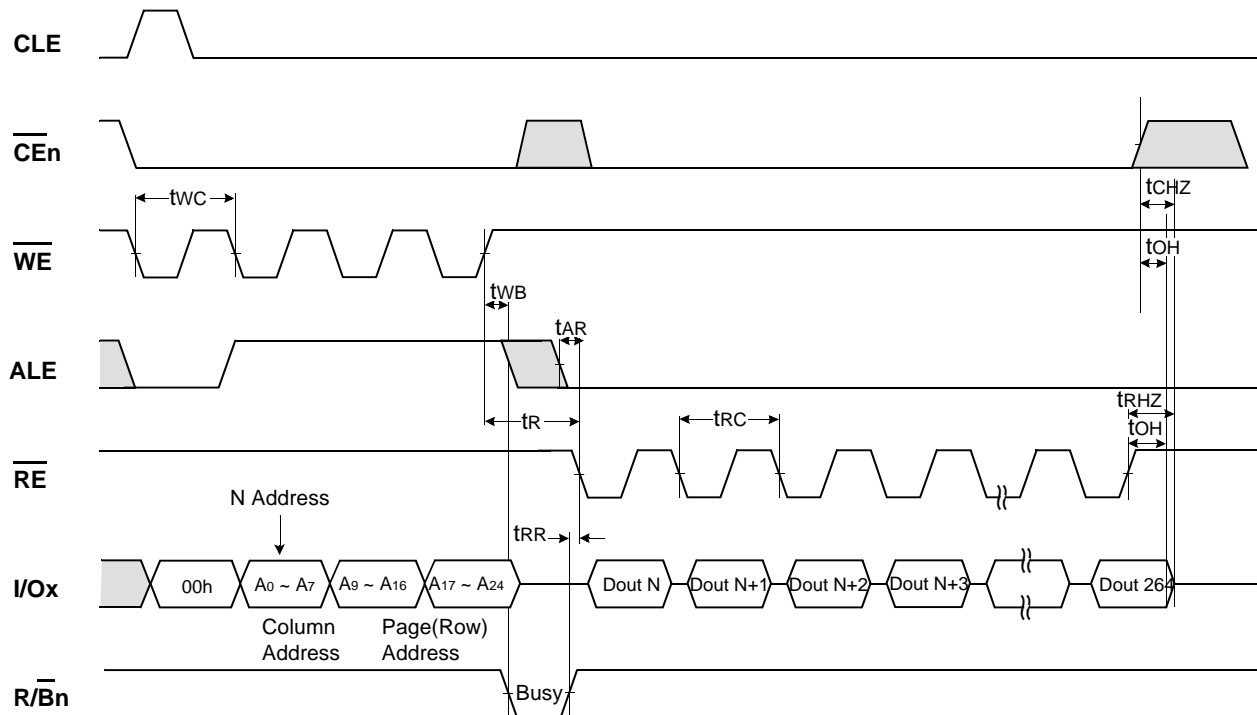 CLE
CEn
tCHZ
tWC
WE
tOH
tWB
tAR
ALE
tRHZ
tR
tRC
tOH
RE
N Address
tRR
I/Ox
00h
A0 ~ A7
A9 ~ A16
A17 ~ A24
Dout N
Dout N+1
Dout N+2
Dout N+3
Dout 264
Column
Address
Page(Row)
Address
R/Bn
Busy